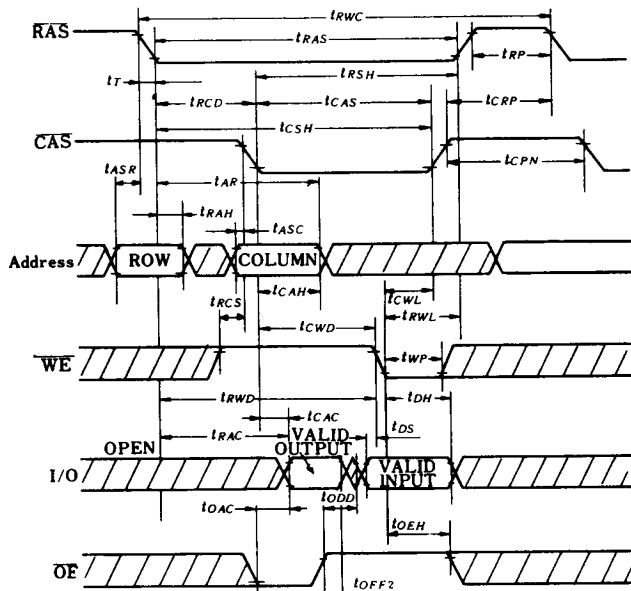 tRWC
RAS
tRAS
tRP
tT
tRSH
tRCD
tCAS
tCRP
tCSH
CAS
tCPN
tASR
tAR
tRAH
tASC
Address
ROW
COLUMN
tCAH
tCWL
tRCS
tRWL
tCWD
WE
tWP
tRWD
tDH
tCAC
tRAC
tDS
OPEN
VALID
OUTPUT
I/O
VALID
INPUT
tODD
tOAC
tOEH
OE
tOFF2